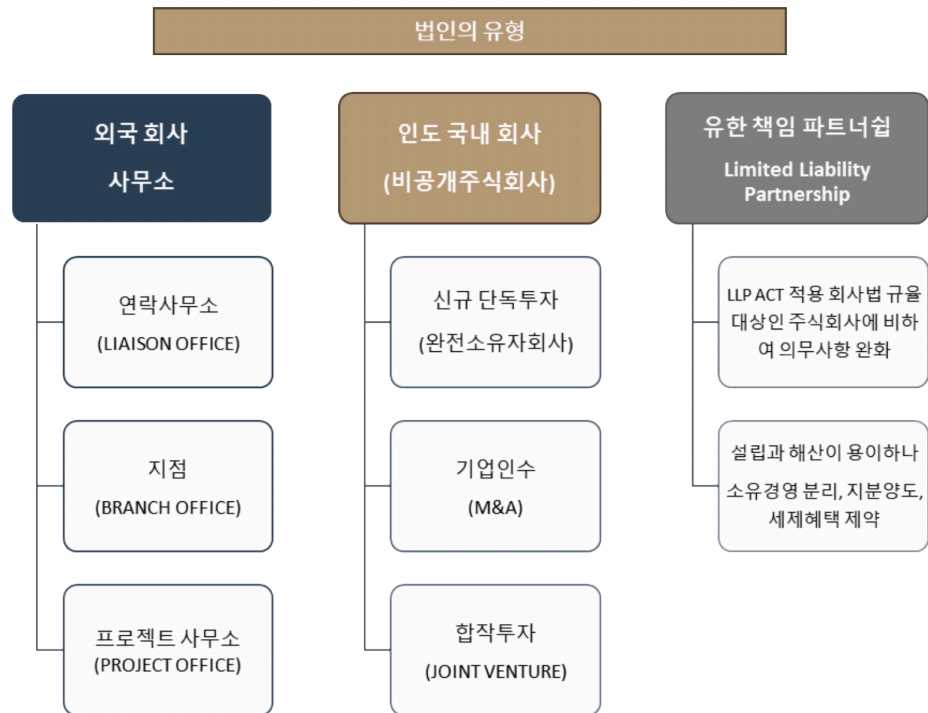 법인의 유형
외국 회사
사무소
연락사무소
(LIAISON OFFICE)
지점
(BRANCH OFFICE)
프로젝트 사무소
(PROJECT OFFICE)
인도 국내 회사
(비공개주식회사)
신규 단독투자
(완전소유자회사)
기업인수
(M&A)
합작투자
(JOINT VENTURE)
유한 책임 파트너쉽
Limited Liability
Partnership
LLP ACT 적용 회사법 규율
대상인 주식회사에 비하
여 의무사항 완화
설립과 해산이 용이하나
소유경영 분리, 지분양도,
세제혜택 제약